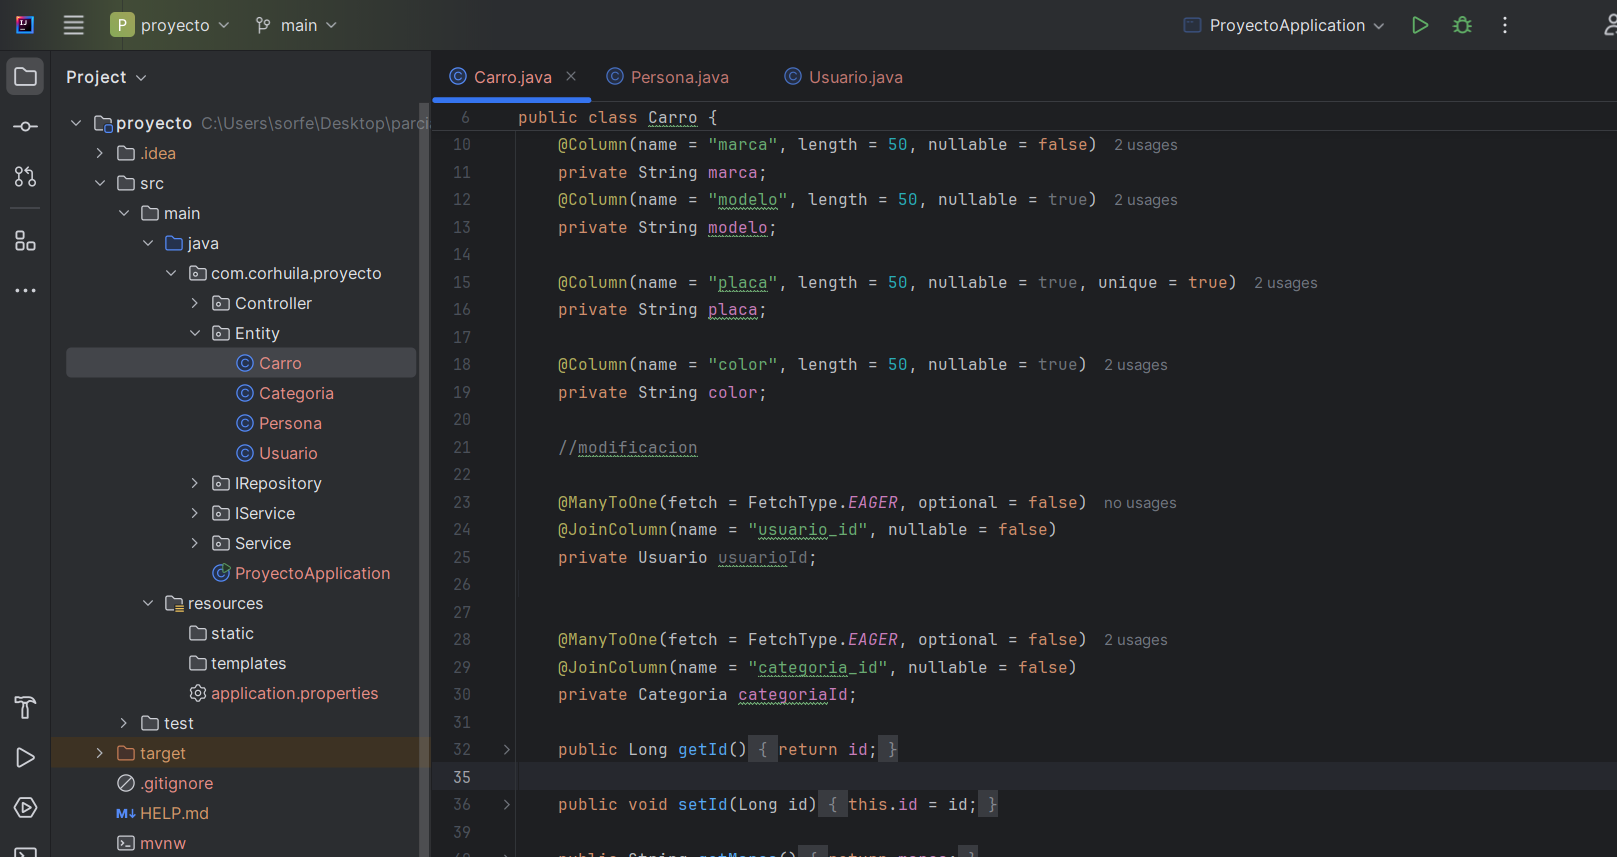 P proyecto main ProyectoApplication
Project
proyecto C:\Users\sorfe\Desktop\parci
.idea
src
main
java
com.corhuila.proyecto
Controller
Entity
Carro
Categoria
Persona
Usuario
IRepository
IService
Service
ProyectoApplication
resources
static
templates
application.properties
test
target
.gitignore
M↓ HELP.md
mvnw
Carro.java Persona.java Usuario.java
6 public class Carro {
10 @Column(name = "marca", length = 50, nullable = false) 2 usages
11 private String marca;
12 @Column(name = "modelo", length = 50, nullable = true) 2 usages
13 private String modelo;
14
15 @Column(name = "placa", length = 50, nullable = true, unique = true) 2 usages
16 private String placa;
17
18 @Column(name = "color", length = 50, nullable = true) 2 usages
19 private String color;
20
21 //modificacion
22
23 @ManyToOne(fetch = FetchType.EAGER, optional = false) no usages
24 @JoinColumn(name = "usuario_id", nullable = false)
25 private Usuario usuarioId;
26
27
28 @ManyToOne(fetch = FetchType.EAGER, optional = false) 2 usages
29 @JoinColumn(name = "categoria_id", nullable = false)
30 private Categoria categoriaId;
31
32 public Long getId() { return id; }
35
36 public void setId(Long id) { this.id = id; }
39
40 public String getMarca() { return marca; }